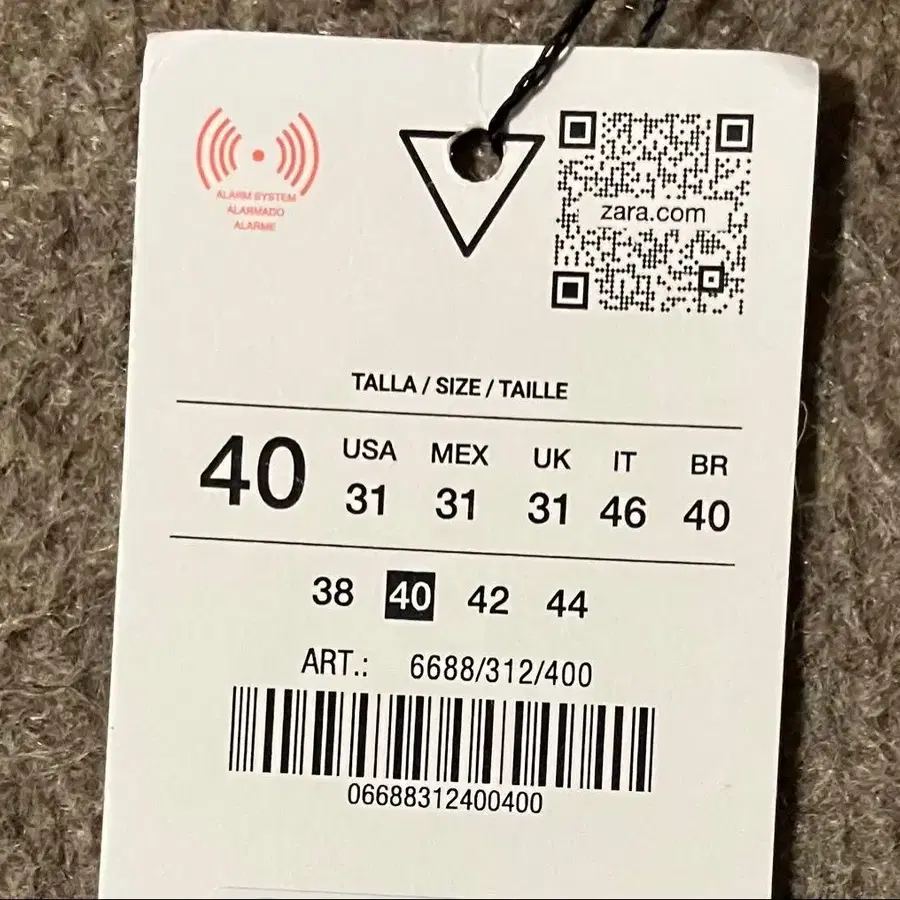 ALARM SYSTEM
ALARMADO
ALARME
zara.com
TALLA / SIZE / TAILLE
40
USA MEX UK IT BR
31 31 31 46 40
38 40 42 44
ART.: 6688/312/400
06688312400400